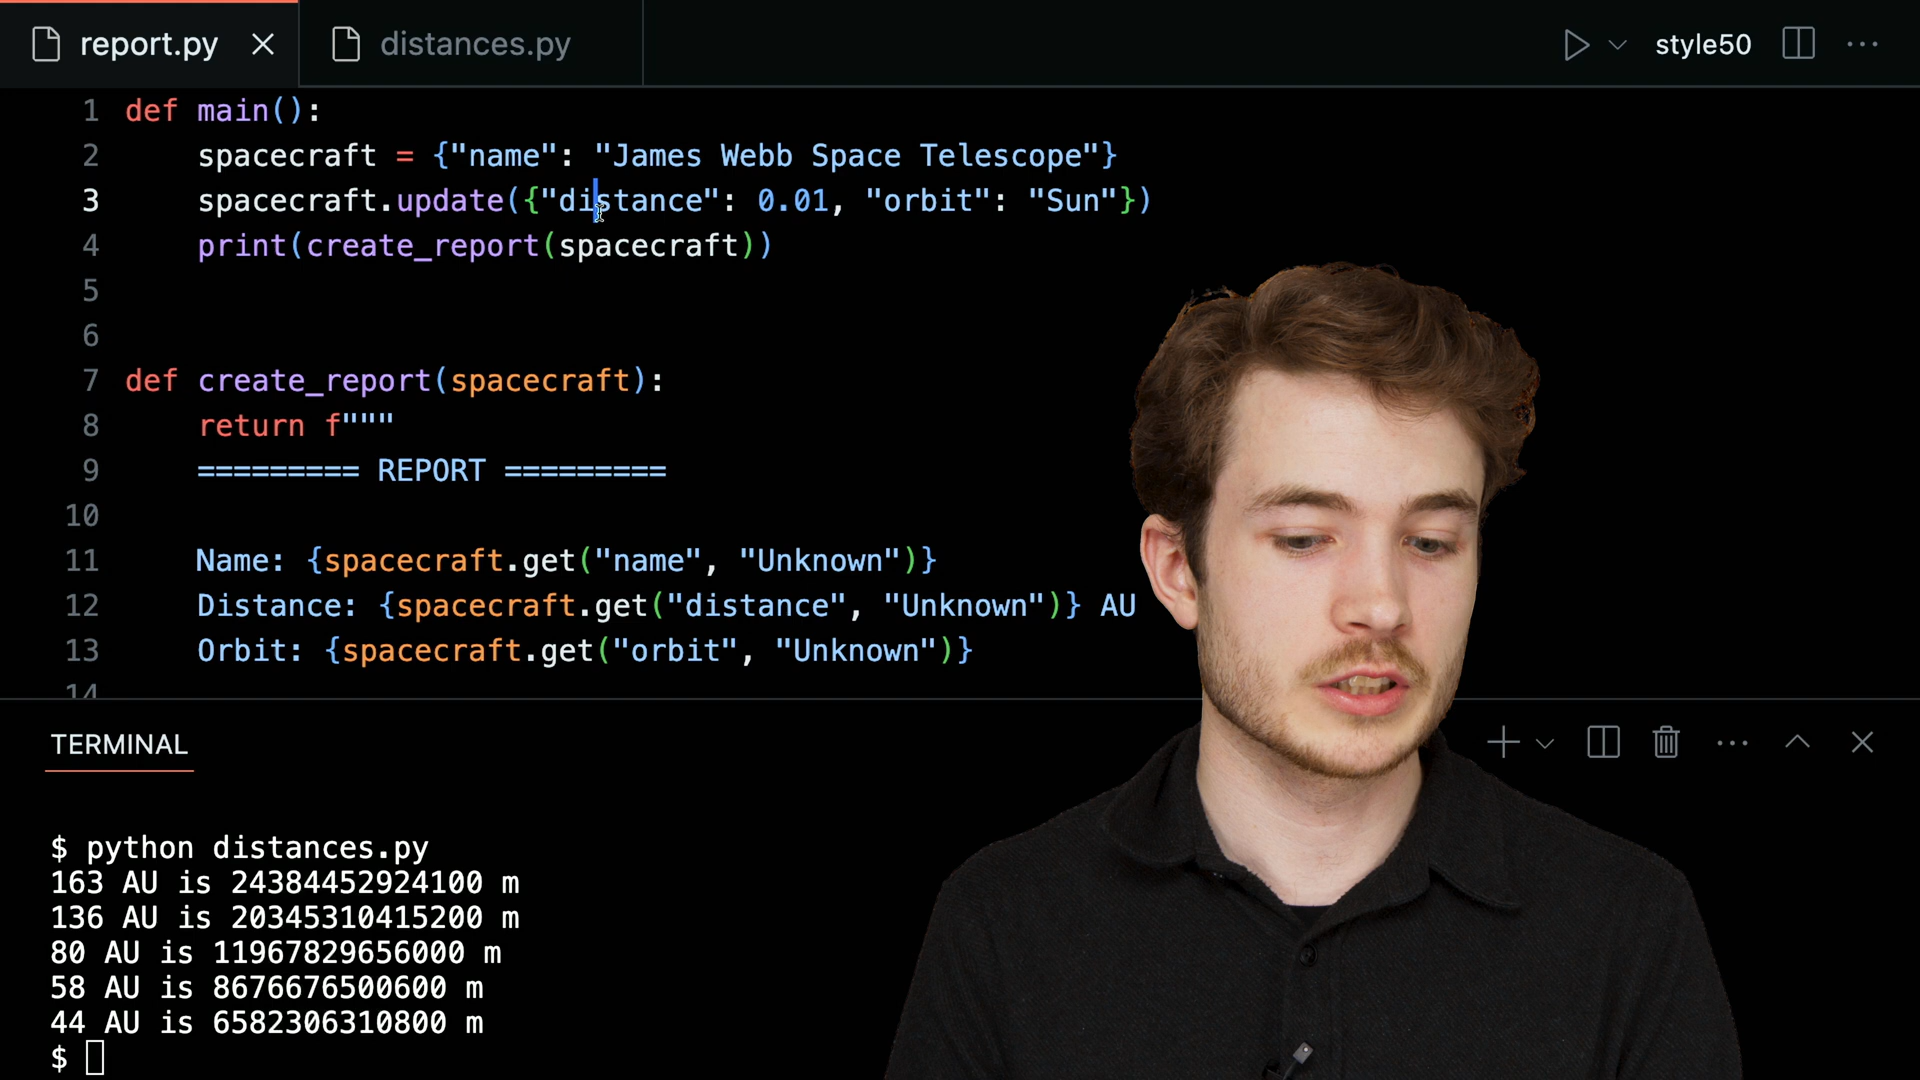 report.py
distances.py
style50
1 def main():
2 spacecraft = {"name": "James Webb Space Telescope"}
3 spacecraft.update({"distance": 0.01, "orbit": "Sun"})
4 print(create_report(spacecraft))
5
6
7 def create_report(spacecraft):
8 return f"""
9 ========= REPORT =========
10
11 Name: {spacecraft.get("name", "Unknown")}
12 Distance: {spacecraft.get("distance", "Unknown")} AU
13 Orbit: {spacecraft.get("orbit", "Unknown")}
14
TERMINAL
$ python distances.py
163 AU is 24384452924100 m
136 AU is 20345310415200 m
80 AU is 11967829656000 m
58 AU is 8676676500600 m
44 AU is 6582306310800 m
$